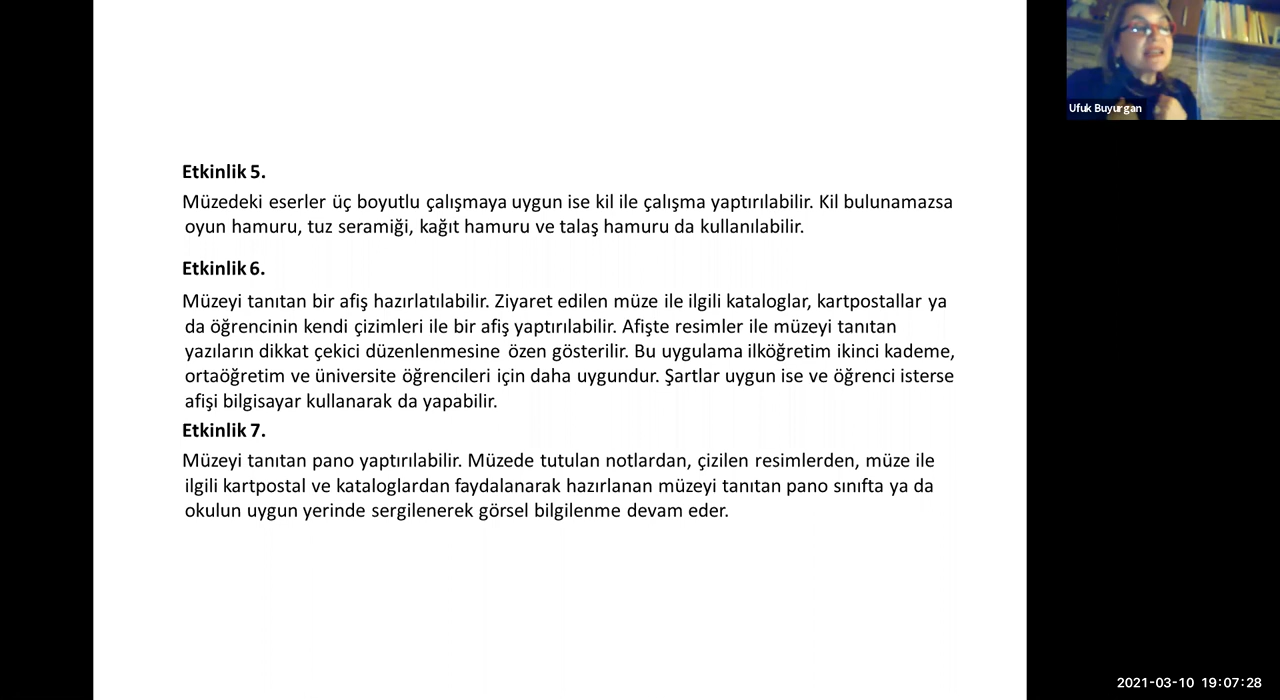 Etkinlik 5.
Müzedeki eserler üç boyutlu çalışmaya uygun ise kil ile çalışma yaptırılabilir. Kil bulunamazsa
oyun hamuru, tuz seramiği, kağıt hamuru ve talaş hamuru da kullanılabilir.
Etkinlik 6.
Müzeyi tanıtan bir afiş hazırlatılabilir. Ziyaret edilen müze ile ilgili kataloglar, kartpostallar ya
da öğrencinin kendi çizimleri ile bir afiş yaptırılabilir. Afişte resimler ile müzeyi tanıtan
yazıların dikkat çekici düzenlenmesine özen gösterilir. Bu uygulama ilköğretim ikinci kademe,
ortaöğretim ve üniversite öğrencileri için daha uygundur. Şartlar uygun ise ve öğrenci isterse
afişi bilgisayar kullanarak da yapabilir.
Etkinlik 7.
Müzeyi tanıtan pano yaptırılabilir. Müzede tutulan notlardan, çizilen resimlerden, müze ile
ilgili kartpostal ve kataloglardan faydalanarak hazırlanan müzeyi tanıtan pano sınıfta ya da
okulun uygun yerinde sergilenerek görsel bilgilenme devam eder.
Ufuk Buyurgan
2021-03-10 19:07:28